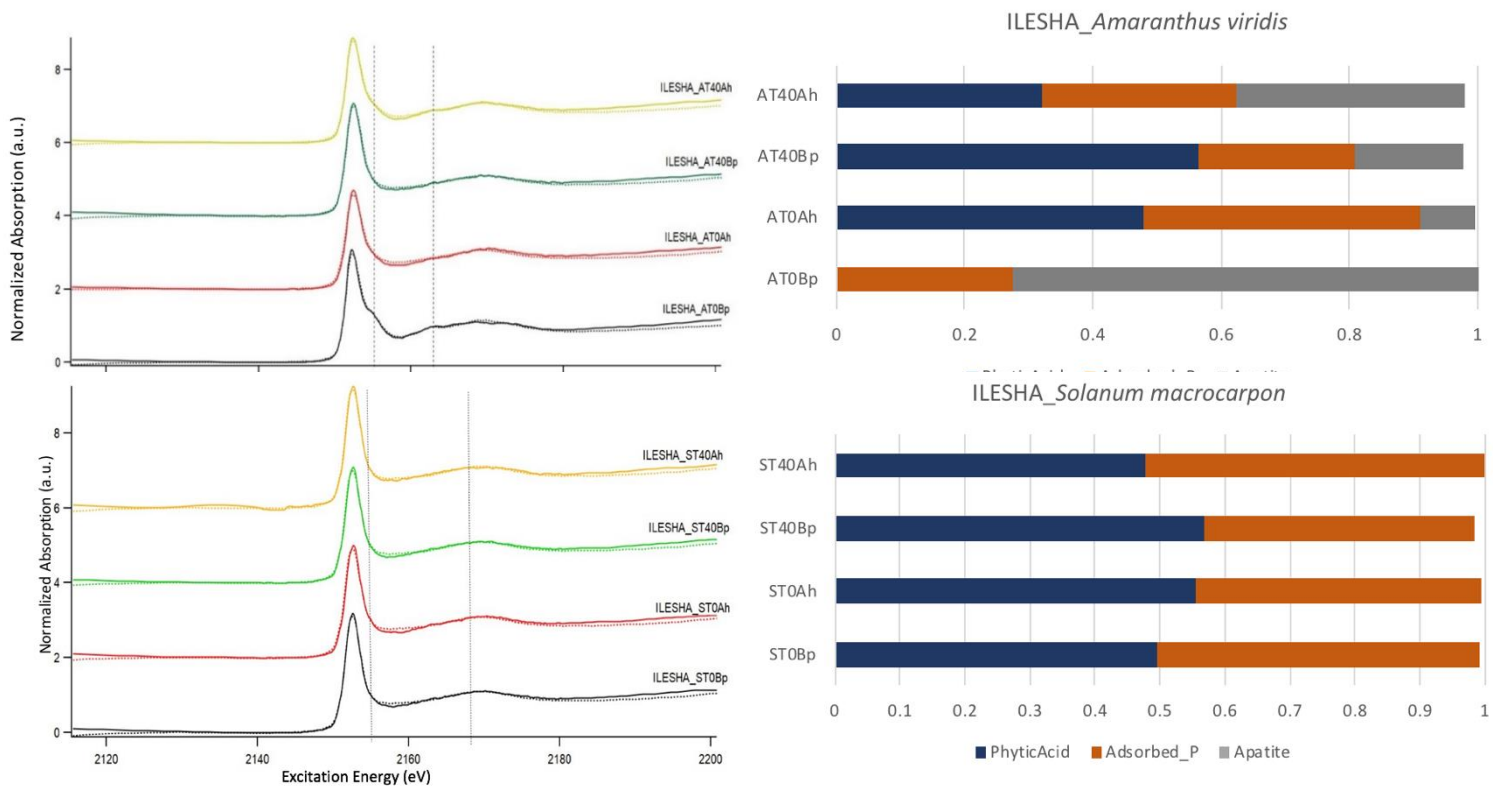 Normalized Absorption (a.u.)
8
6
4
2
0
ILESHA_AT40Ah
ILESHA_AT40Bp
ILESHA_AT0Ah
ILESHA_AT0Bp
ILESHA_Amaranthus viridis
AT40Ah
AT40Bp
AT0Ah
AT0Bp
0 0.2 0.4 0.6 0.8 1
Normalized Absorption (a.u.)
8
6
4
2
0
ILESHA_ST40Ah
ILESHA_ST40Bp
ILESHA_ST0Ah
ILESHA_ST0Bp
2120 2140 2160 2180 2200
Excitation Energy (eV)
ILESHA_Solanum macrocarpon
ST40Ah
ST40Bp
ST0Ah
ST0Bp
0 0.1 0.2 0.3 0.4 0.5 0.6 0.7 0.8 0.9 1
PhyticAcid Adsorbed_P Apatite